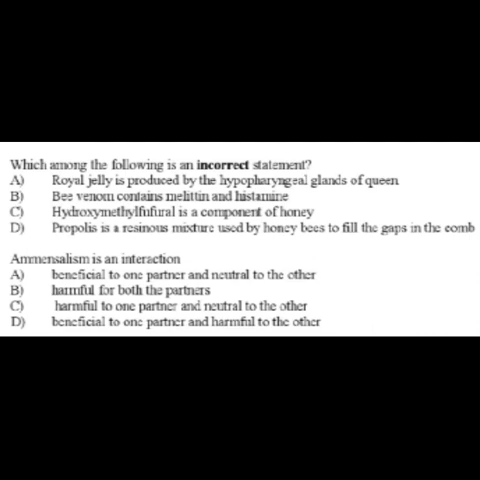 Which among the following is an incorrect statement?
A) Royal jelly is produced by the hypopharyngeal glands of queen
B) Bee venom contains melittin and histamine
C) Hydroxymethylfufural is a component of honey
D) Propolis is a resinous mixture used by honey bees to fill the gaps in the comb
Ammensalism is an interaction
A) beneficial to one partner and neutral to the other
B) harmful for both the partners
C) harmful to one partner and neutral to the other
D) beneficial to one partner and harmful to the other